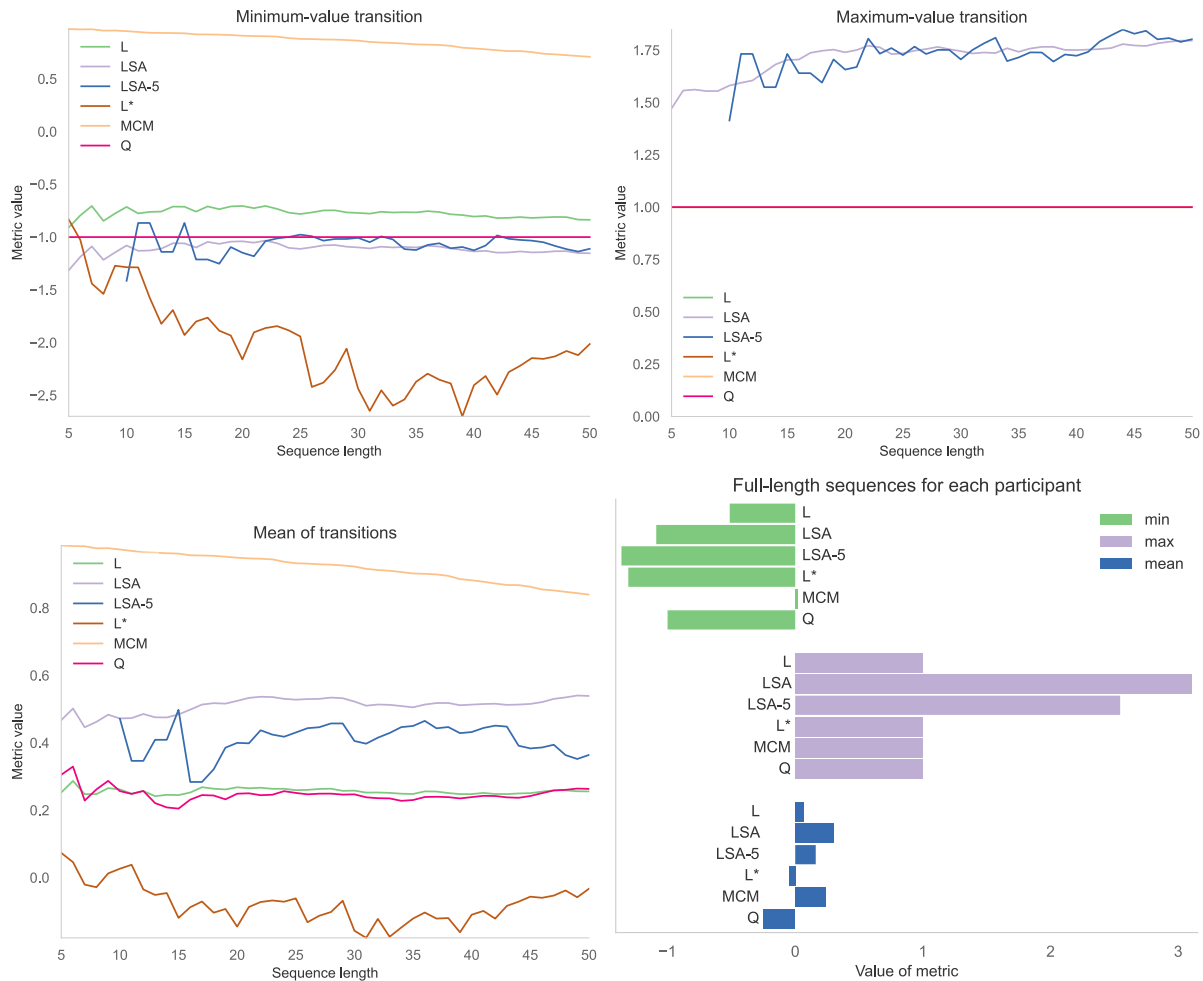 Minimum-value transition
L
LSA
LSA-5
L*
MCM
Q
0.5
0.0
−0.5
−1.0
−1.5
−2.0
−2.5
Metric value
5 10 15 20 25 30 35 40 45 50
Sequence length
Maximum-value transition
1.75
1.50
1.25
1.00
0.75
0.50
0.25
0.00
Metric value
L
LSA
LSA-5
L*
MCM
Q
5 10 15 20 25 30 35 40 45 50
Sequence length
Mean of transitions
L
LSA
LSA-5
L*
MCM
Q
0.8
0.6
0.4
0.2
0.0
Metric value
5 10 15 20 25 30 35 40 45 50
Sequence length
Full-length sequences for each participant
min
max
mean
L
LSA
LSA-5
L*
MCM
Q
L
LSA
LSA-5
L*
MCM
Q
L
LSA
LSA-5
L*
MCM
Q
−1 0 1 2 3
Value of metric